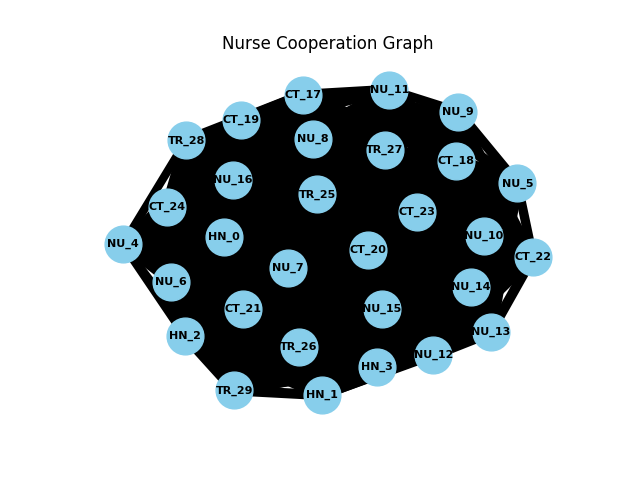 Nurse Cooperation Graph
NU_11
CT_17
NU_9
CT_19
NU_8
TR_28
TR_27
CT_18
NU_16
NU_5
TR_25
CT_24
CT_23
HN_0
NU_10
NU_4
CT_20
CT_22
NU_7
NU_6
NU_14
CT_21
NU_15
NU_13
HN_2
TR_26
NU_12
HN_3
TR_29
HN_1